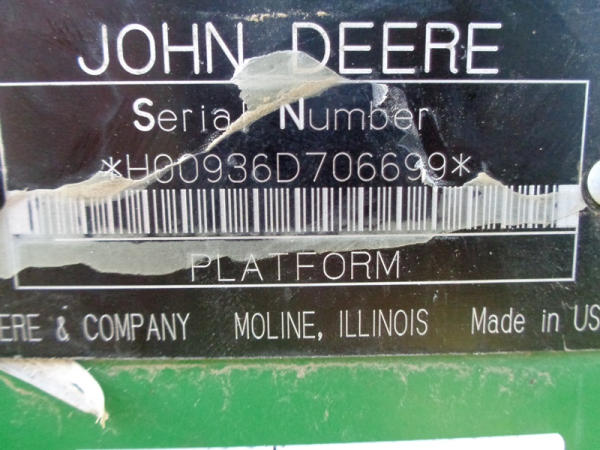 JOHN DEERE
Serial Number
*H00936D706699*
PLATFORM
ERE & COMPANY MOLINE, ILLINOIS Made in US